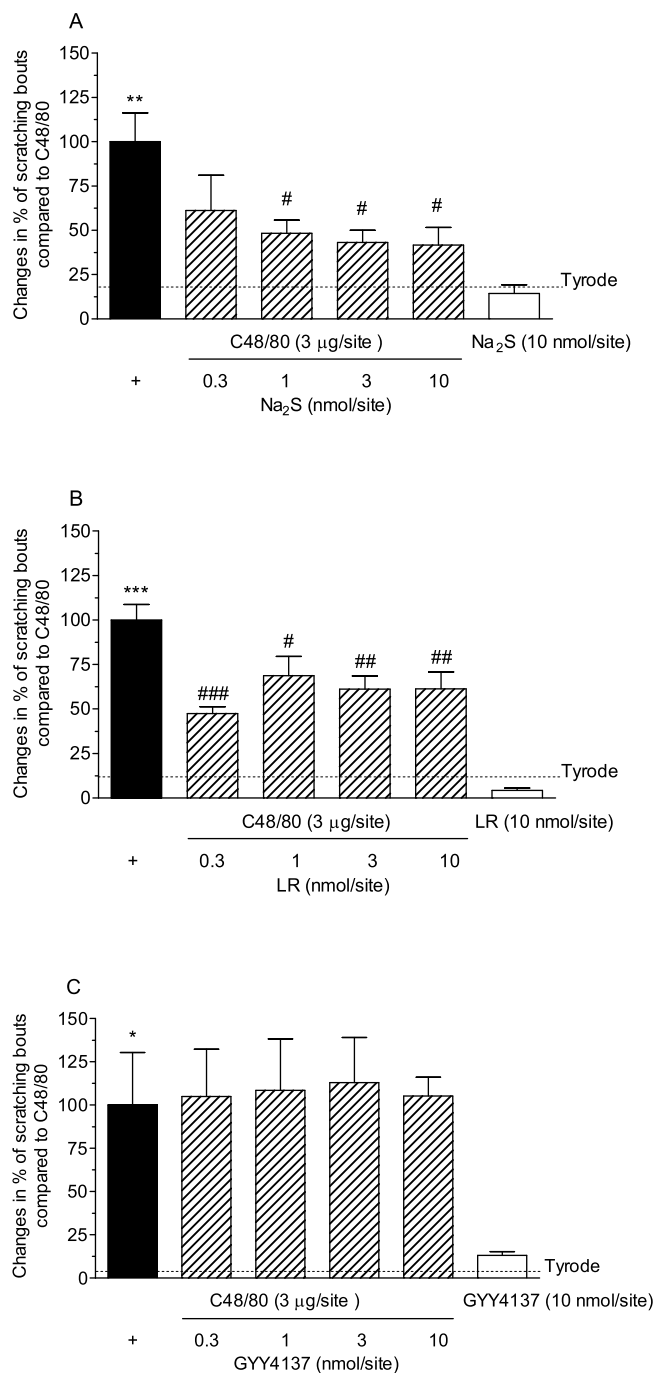 A
Changes in % of scratching bouts
compared to C48/80
150
125
100
75
50
25
0
**
#
#
#
Tyrode
C48/80 (3 μg/site )
Na₂S (10 nmol/site)
+
0.3
1
3
10
Na₂S (nmol/site)
B
Changes in % of scratching bouts
compared to C48/80
150
125
100
75
50
25
0
***
###
#
##
##
Tyrode
C48/80 (3 μg/site)
LR (10 nmol/site)
+
0.3
1
3
10
LR (nmol/site)
C
Changes in % of scratching bouts
compared to C48/80
150
125
100
75
50
25
0
*
Tyrode
C48/80 (3 μg/site )
GYY4137 (10 nmol/site)
+
0.3
1
3
10
GYY4137 (nmol/site)